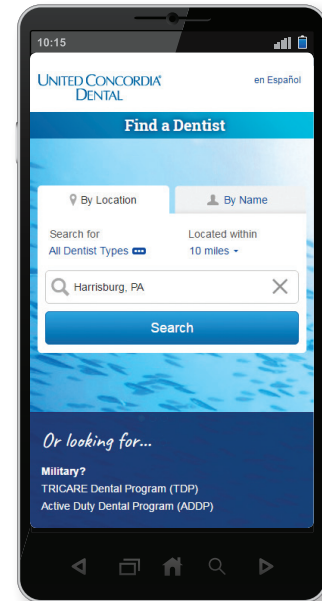 10:15
UNITED CONCORDIA®
DENTAL
en Español
Find a Dentist
By Location
By Name
Search for
Located within
All Dentist Types
10 miles
Harrisburg, PA
Search
Or looking for...
Military?
TRICARE Dental Program (TDP)
Active Duty Dental Program (ADDP)